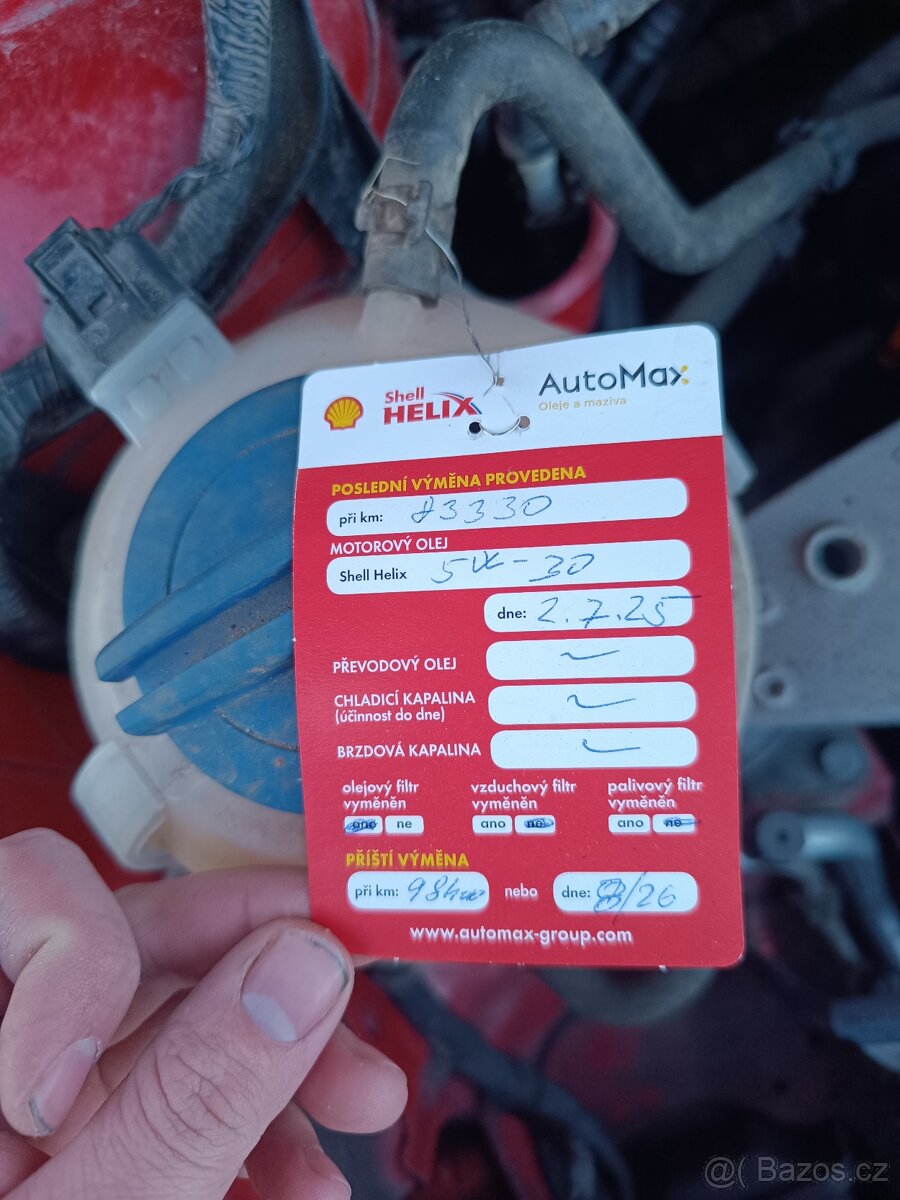 Shell HELIX AutoMax
Oleje a maziva
POSLEDNÍ VÝMĚNA PROVEDENA
při km: 83330
MOTOROVÝ OLEJ
Shell Helix 5W-30
dne: 2.7.25
PŘEVODOVÝ OLEJ ~
CHLADICÍ KAPALINA ~
(účinnost do dne)
BRZDOVÁ KAPALINA ~
olejový filtr vzduchový filtr palivový filtr
vyměněn vyměněn vyměněn
ano ne ano ne ano ne
PŘÍŠTÍ VÝMĚNA
při km: 98 nebo dne: /26
www.automax-group.com
@( Bazos.cz